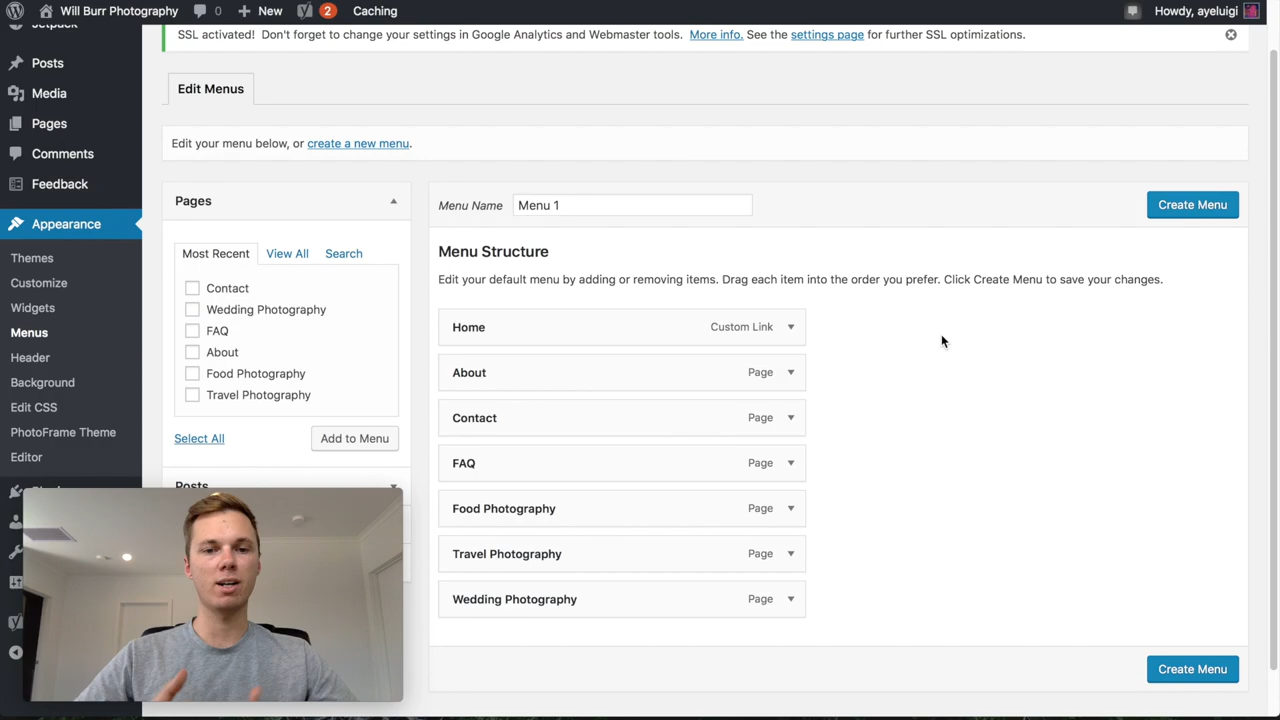 Will Burr Photography 0 New 2 Caching Howdy, ayeluigi
Jetpack
SSL activated! Don't forget to change your settings in Google Analytics and Webmaster tools. More info. See the settings page for further SSL optimizations.
Posts
Media
Pages
Comments
Feedback
Appearance
Themes
Customize
Widgets
Menus
Header
Background
Edit CSS
PhotoFrame Theme
Editor
Edit Menus
Edit your menu below, or create a new menu.
Pages
Most Recent View All Search
Contact
Wedding Photography
FAQ
About
Food Photography
Travel Photography
Select All Add to Menu
Posts
Menu Name Menu 1 Create Menu
Menu Structure
Edit your default menu by adding or removing items. Drag each item into the order you prefer. Click Create Menu to save your changes.
Home Custom Link
About Page
Contact Page
FAQ Page
Food Photography Page
Travel Photography Page
Wedding Photography Page
Create Menu